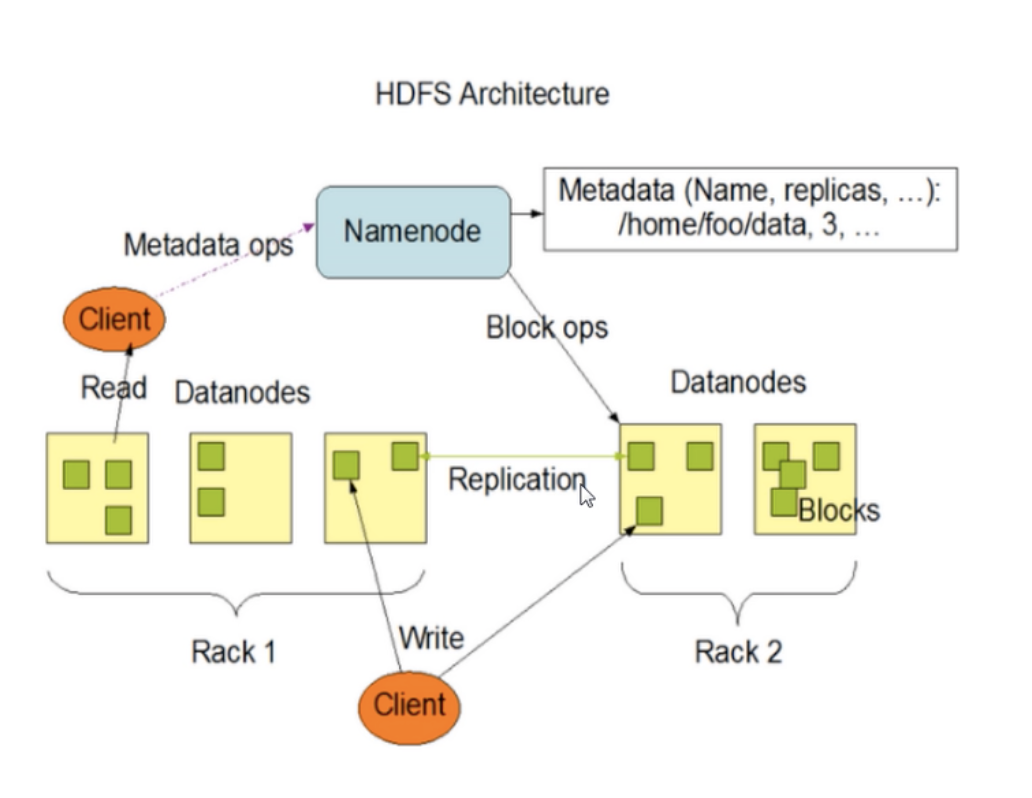 HDFS Architecture
Metadata (Name, replicas, ...):
/home/foo/data, 3, ...
Namenode
Metadata ops
Client
Block ops
Read
Datanodes
Datanodes
Replication
Blocks
Rack 1
Write
Rack 2
Client